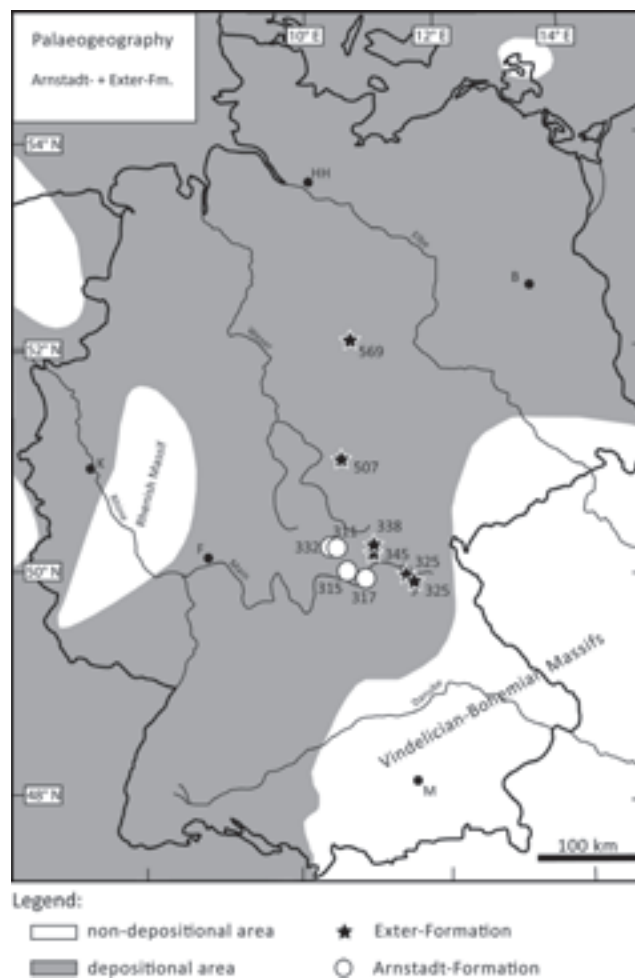 Palaeogeography
Arnstadt- + Exter-Fm.
10° E
12° E
14° E
54° N
HH
Elbe
B
52° N
Weser
569
Rhenish Massif
K
Rhine
507
338
311
332
345
F
Main
325
50° N
325
315
317
Vindelician-Bohemian Massifs
Danube
48° N
M
100 km
Legend:
non-depositional area
Exter-Formation
depositional area
Arnstadt-Formation